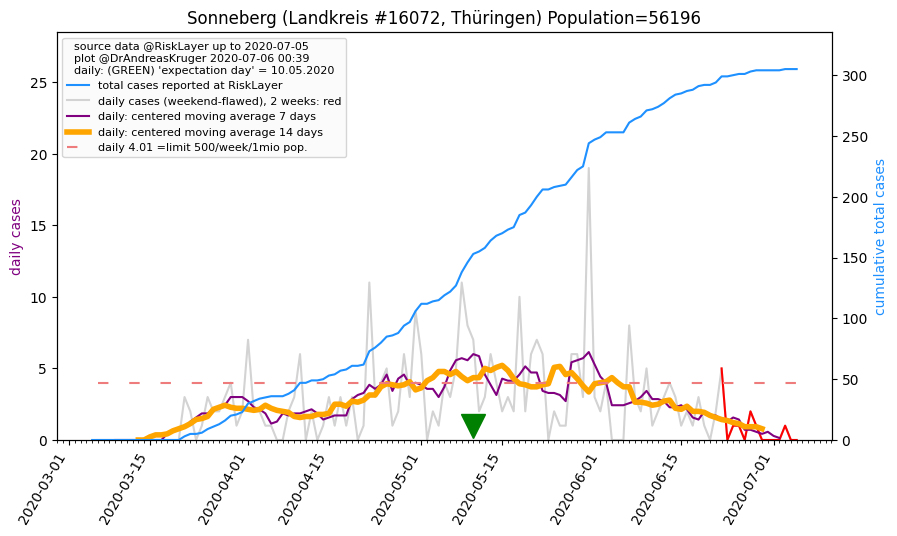 Sonneberg (Landkreis #16072, Thüringen) Population=56196
source data @RiskLayer up to 2020-07-05
plot @DrAndreasKruger 2020-07-06 00:39
daily: (GREEN) 'expectation day' = 10.05.2020
total cases reported at RiskLayer
daily cases (weekend-flawed), 2 weeks: red
daily: centered moving average 7 days
daily: centered moving average 14 days
daily 4.01 =limit 500/week/1mio pop.
daily cases
25
20
15
10
5
0
cumulative total cases
300
250
200
150
100
50
0
2020-03-01
2020-03-15
2020-04-01
2020-04-15
2020-05-01
2020-05-15
2020-06-01
2020-06-15
2020-07-01